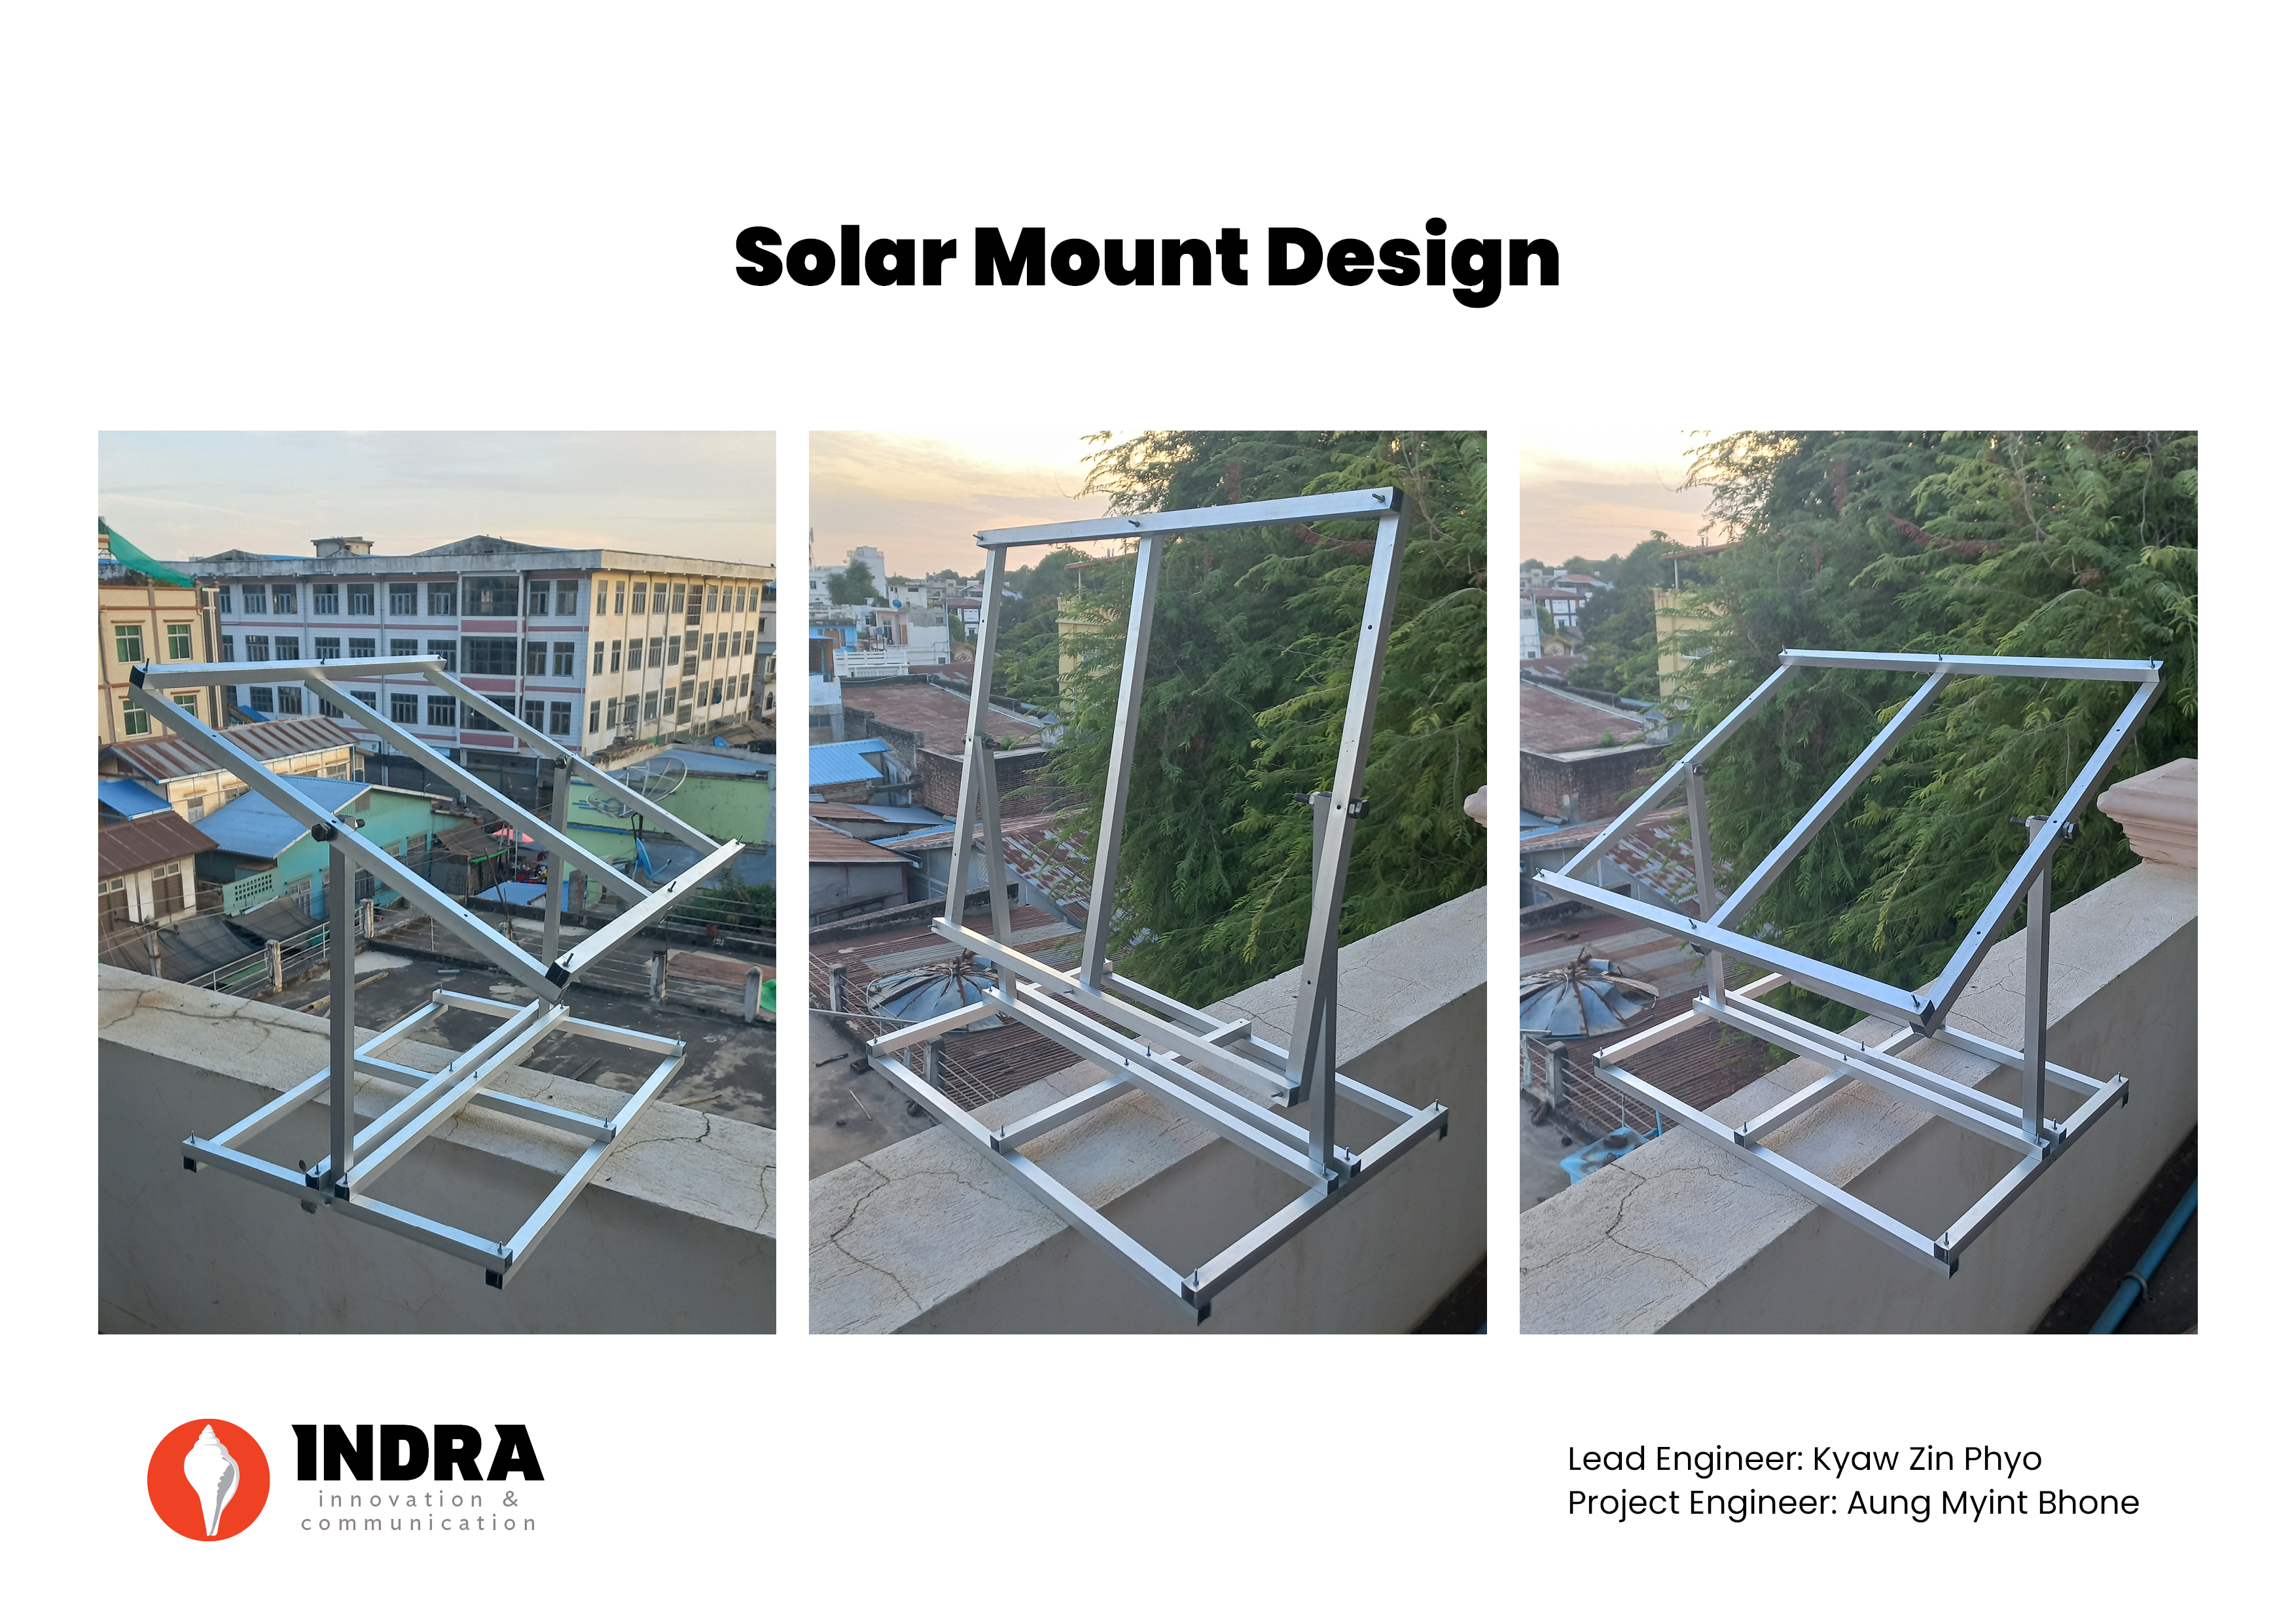 Solar Mount Design
INDRA
innovation &
communication
Lead Engineer: Kyaw Zin Phyo
Project Engineer: Aung Myint Bhone